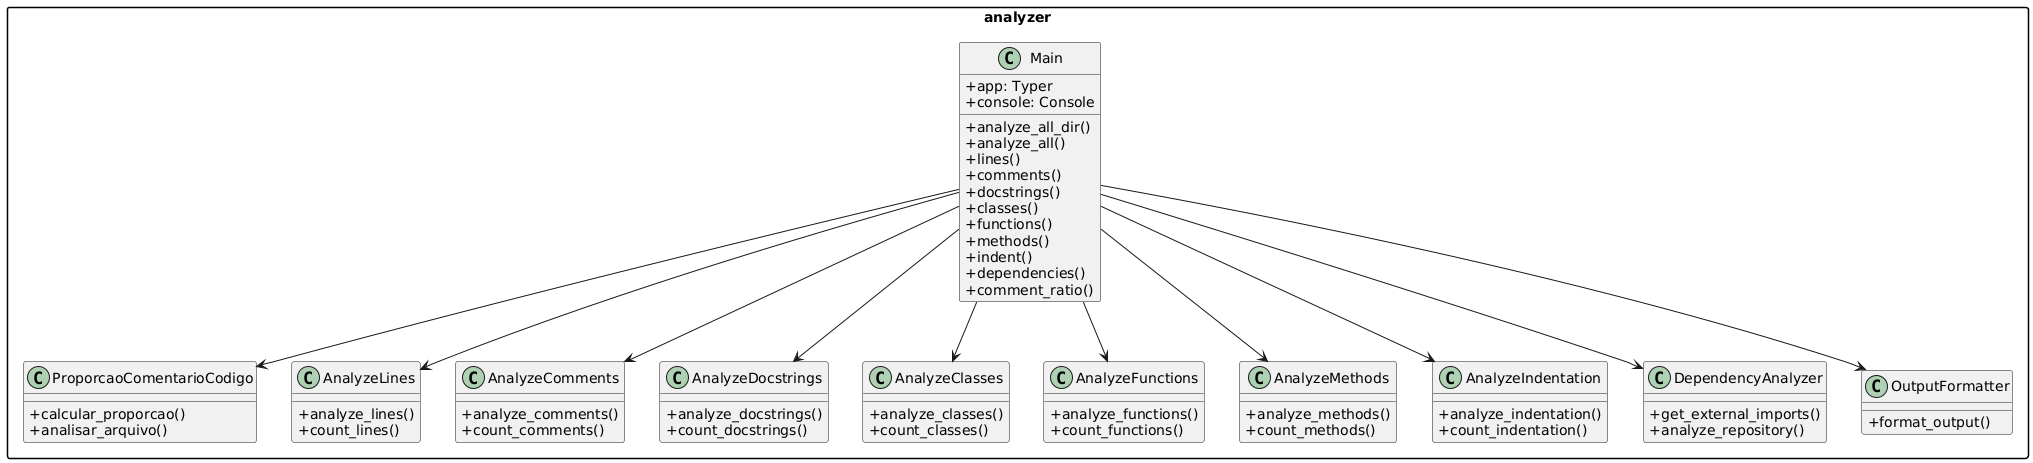 analyzer
C Main
+app: Typer
+console: Console
+analyze_all_dir()
+analyze_all()
+lines()
+comments()
+docstrings()
+classes()
+functions()
+methods()
+indent()
+dependencies()
+comment_ratio()
C ProporcaoComentarioCodigo
+calcular_proporcao()
+analisar_arquivo()
C AnalyzeLines
+analyze_lines()
+count_lines()
C AnalyzeComments
+analyze_comments()
+count_comments()
C AnalyzeDocstrings
+analyze_docstrings()
+count_docstrings()
C AnalyzeClasses
+analyze_classes()
+count_classes()
C AnalyzeFunctions
+analyze_functions()
+count_functions()
C AnalyzeMethods
+analyze_methods()
+count_methods()
C AnalyzeIndentation
+analyze_indentation()
+count_indentation()
C DependencyAnalyzer
+get_external_imports()
+analyze_repository()
C OutputFormatter
+format_output()